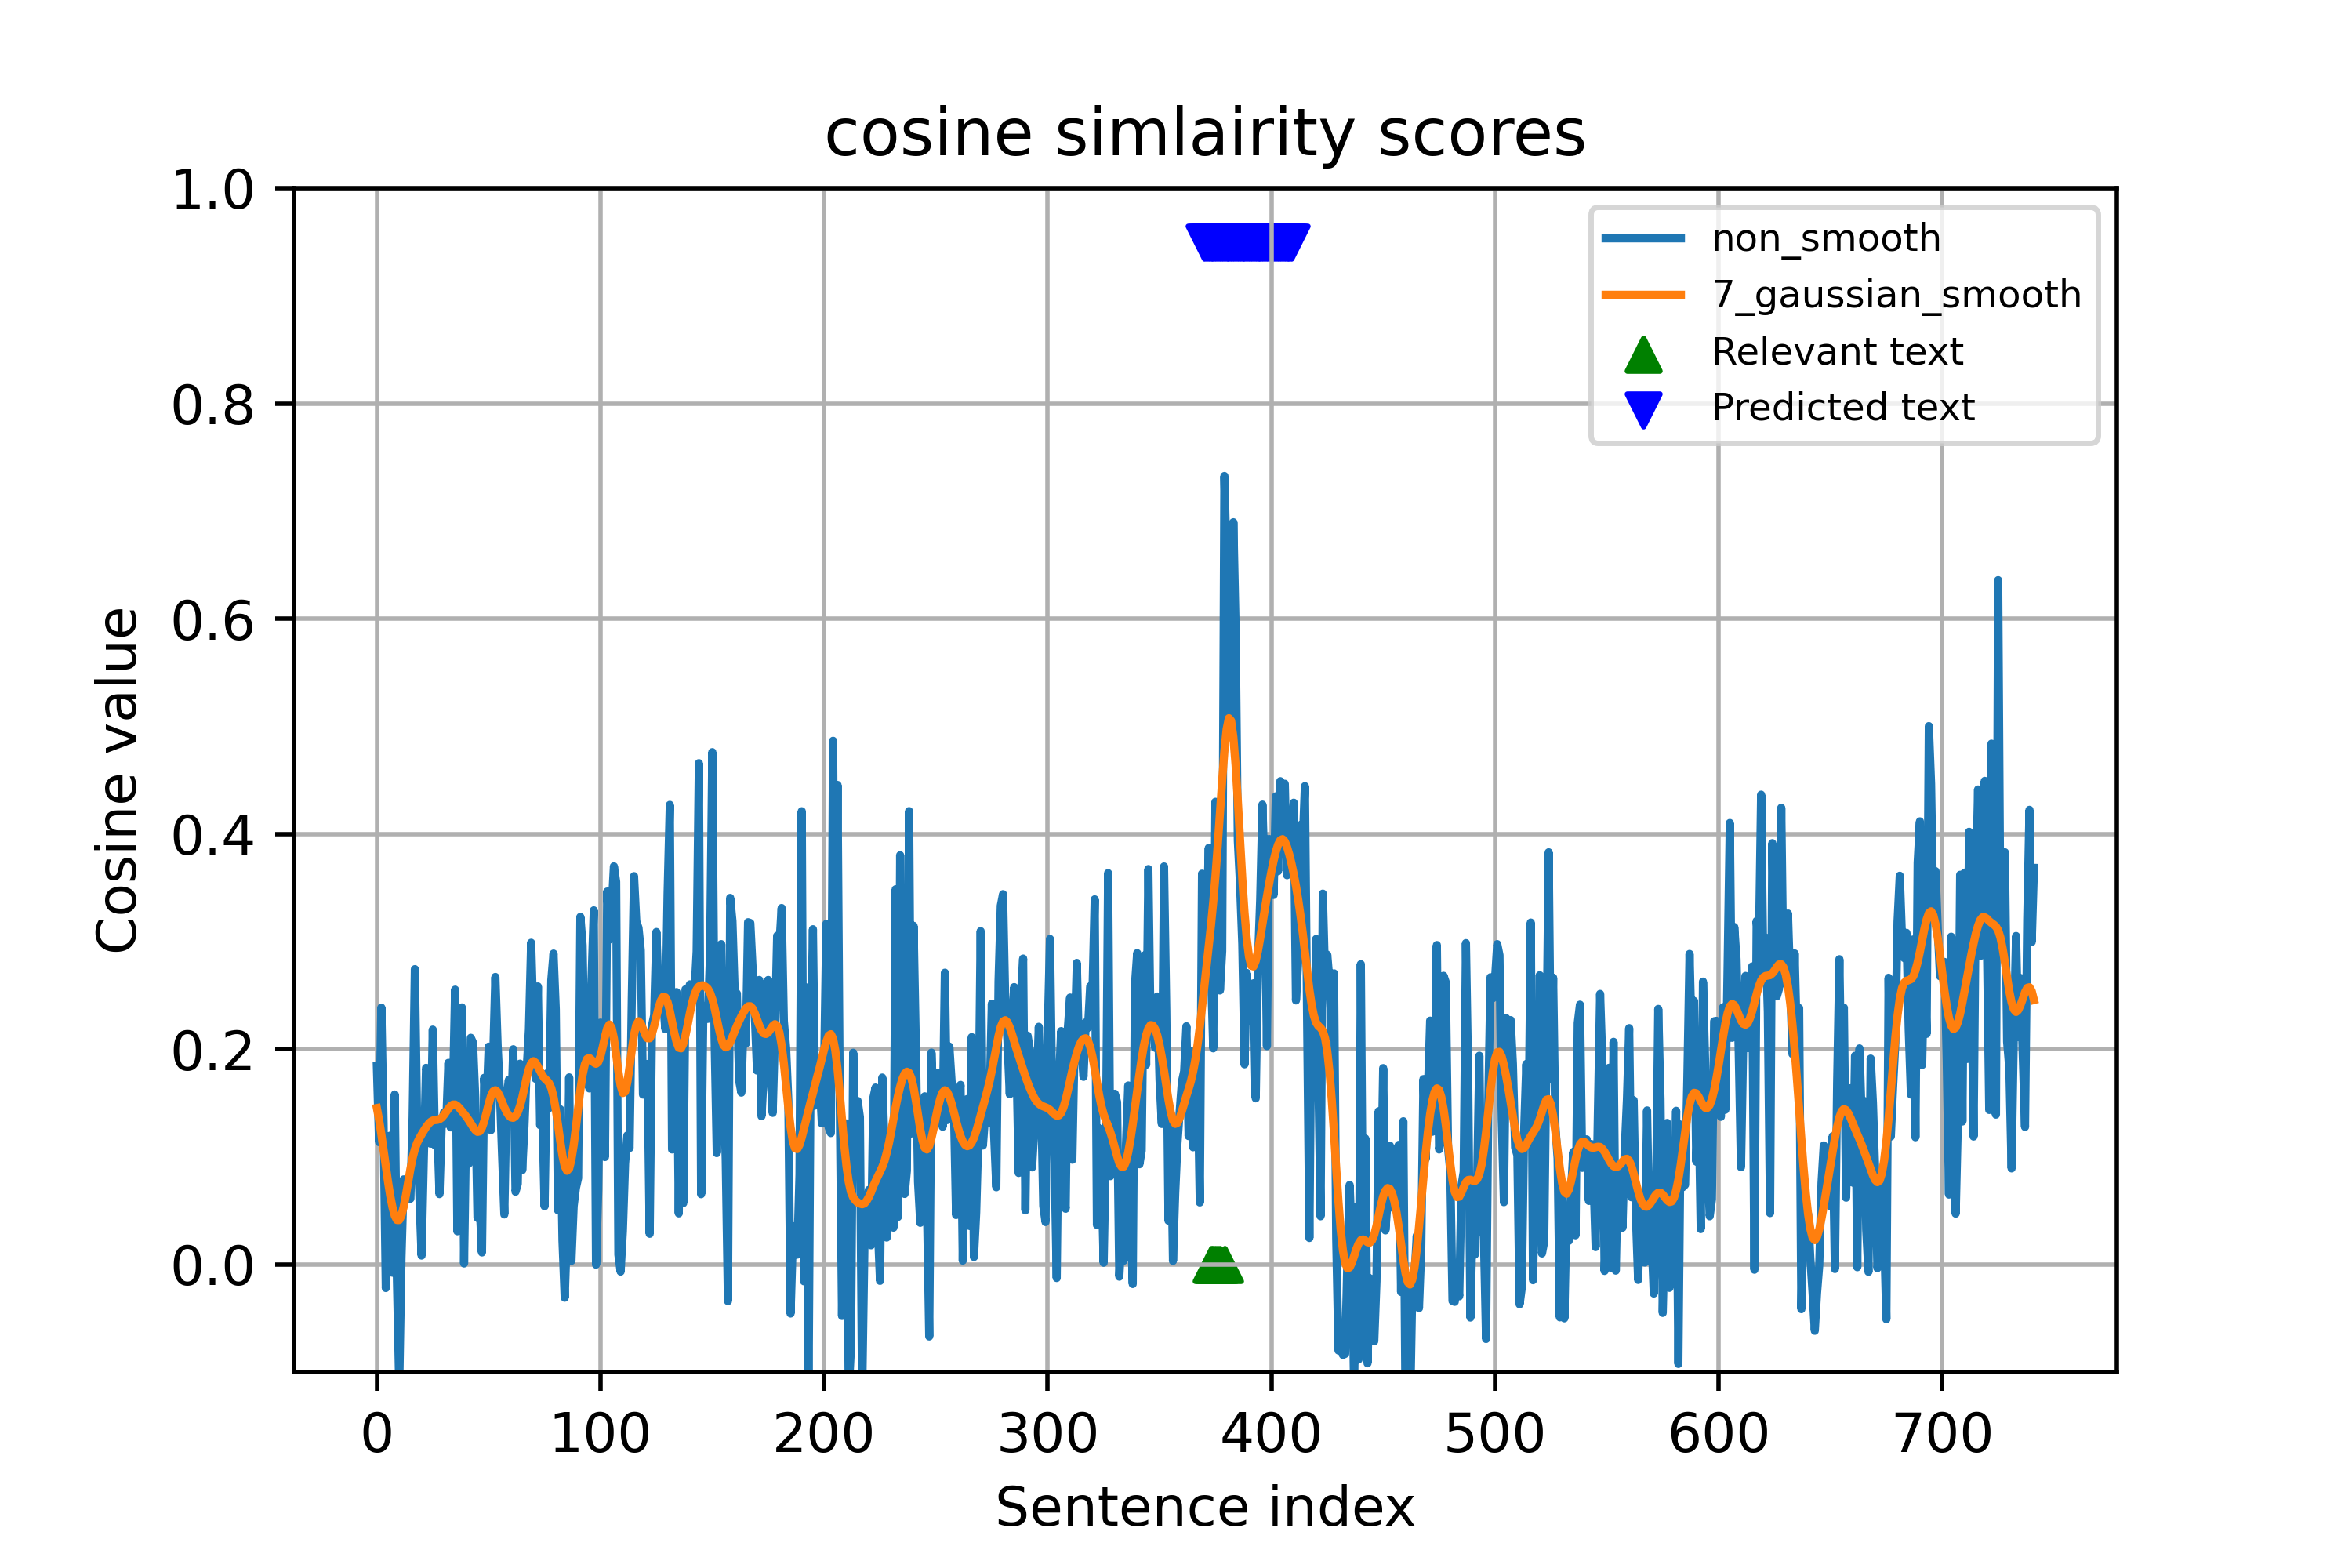 cosine simlairity scores
1.0
0.8
0.6
0.4
0.2
0.0
Cosine value
non_smooth
7_gaussian_smooth
Relevant text
Predicted text
0 100 200 300 400 500 600 700
Sentence index